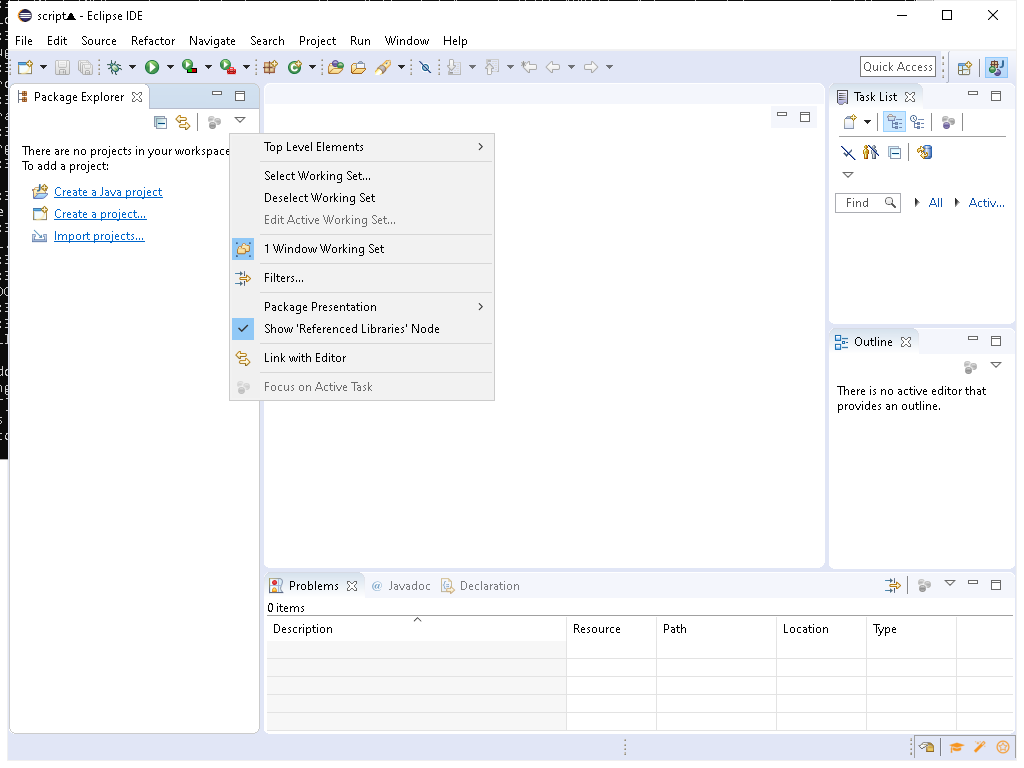 script▲ - Eclipse IDE
File Edit Source Refactor Navigate Search Project Run Window Help
Quick Access
Package Explorer
There are no projects in your workspace
To add a project:
Create a Java project
Create a project...
Import projects...
Top Level Elements
Select Working Set...
Deselect Working Set
Edit Active Working Set...
1 Window Working Set
Filters...
Package Presentation
Show 'Referenced Libraries' Node
Link with Editor
Focus on Active Task
Task List
Find All Activ...
Outline
There is no active editor that
provides an outline.
Problems @ Javadoc Declaration
0 items
Description Resource Path Location Type